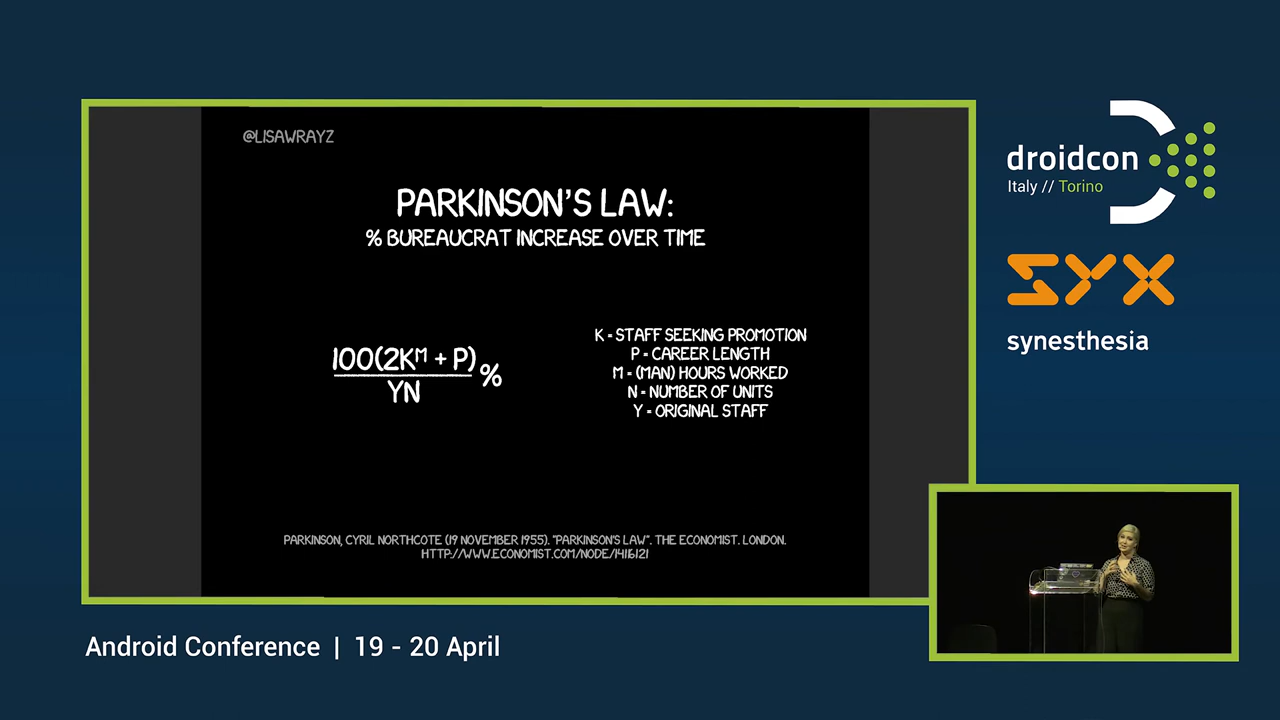 @LISAWRAYZ
PARKINSON'S LAW:
% BUREAUCRAT INCREASE OVER TIME
100(2Kᴹ + P)
YN
%
K - STAFF SEEKING PROMOTION
P - CAREER LENGTH
M - (MAN) HOURS WORKED
N - NUMBER OF UNITS
Y - ORIGINAL STAFF
PARKINSON, CYRIL NORTHCOTE (19 NOVEMBER 1955). "PARKINSON'S LAW". THE ECONOMIST. LONDON.
HTTP://WWW.ECONOMIST.COM/NODE/14116121
droidcon
Italy // Torino
SYX
synesthesia
Android Conference | 19 - 20 April